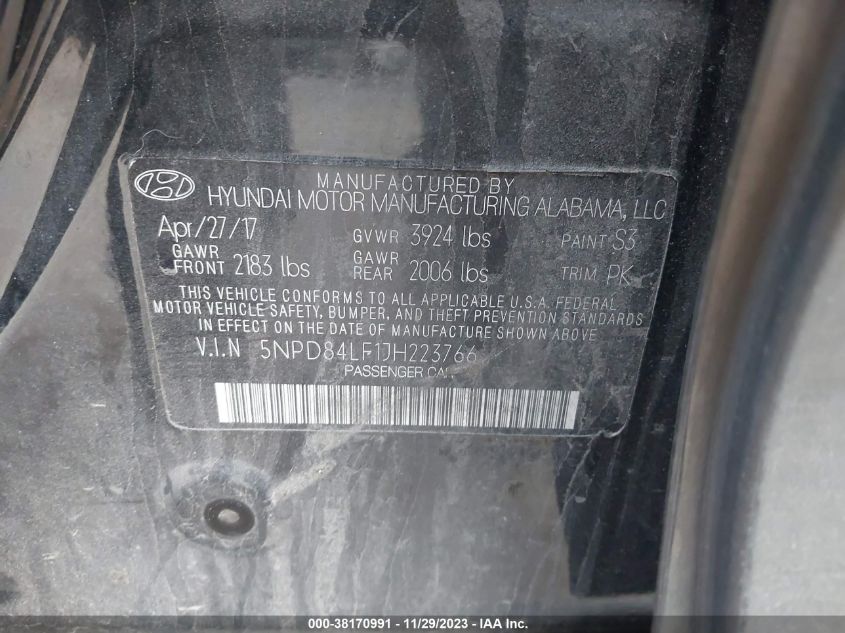 MANUFACTURED BY
HYUNDAI MOTOR MANUFACTURING ALABAMA, LLC
Apr/27/17 GVWR 3924 lbs PAINT S3
GAWR FRONT 2183 lbs GAWR REAR 2006 lbs TRIM PK
THIS VEHICLE CONFORMS TO ALL APPLICABLE U.S.A. FEDERAL
MOTOR VEHICLE SAFETY, BUMPER, AND THEFT PREVENTION STANDARDS
IN EFFECT ON THE DATE OF MANUFACTURE SHOWN ABOVE
V.I.N 5NPD84LF1JH223766
PASSENGER CAR
000-38170991 - 11/29/2023 - IAA Inc.